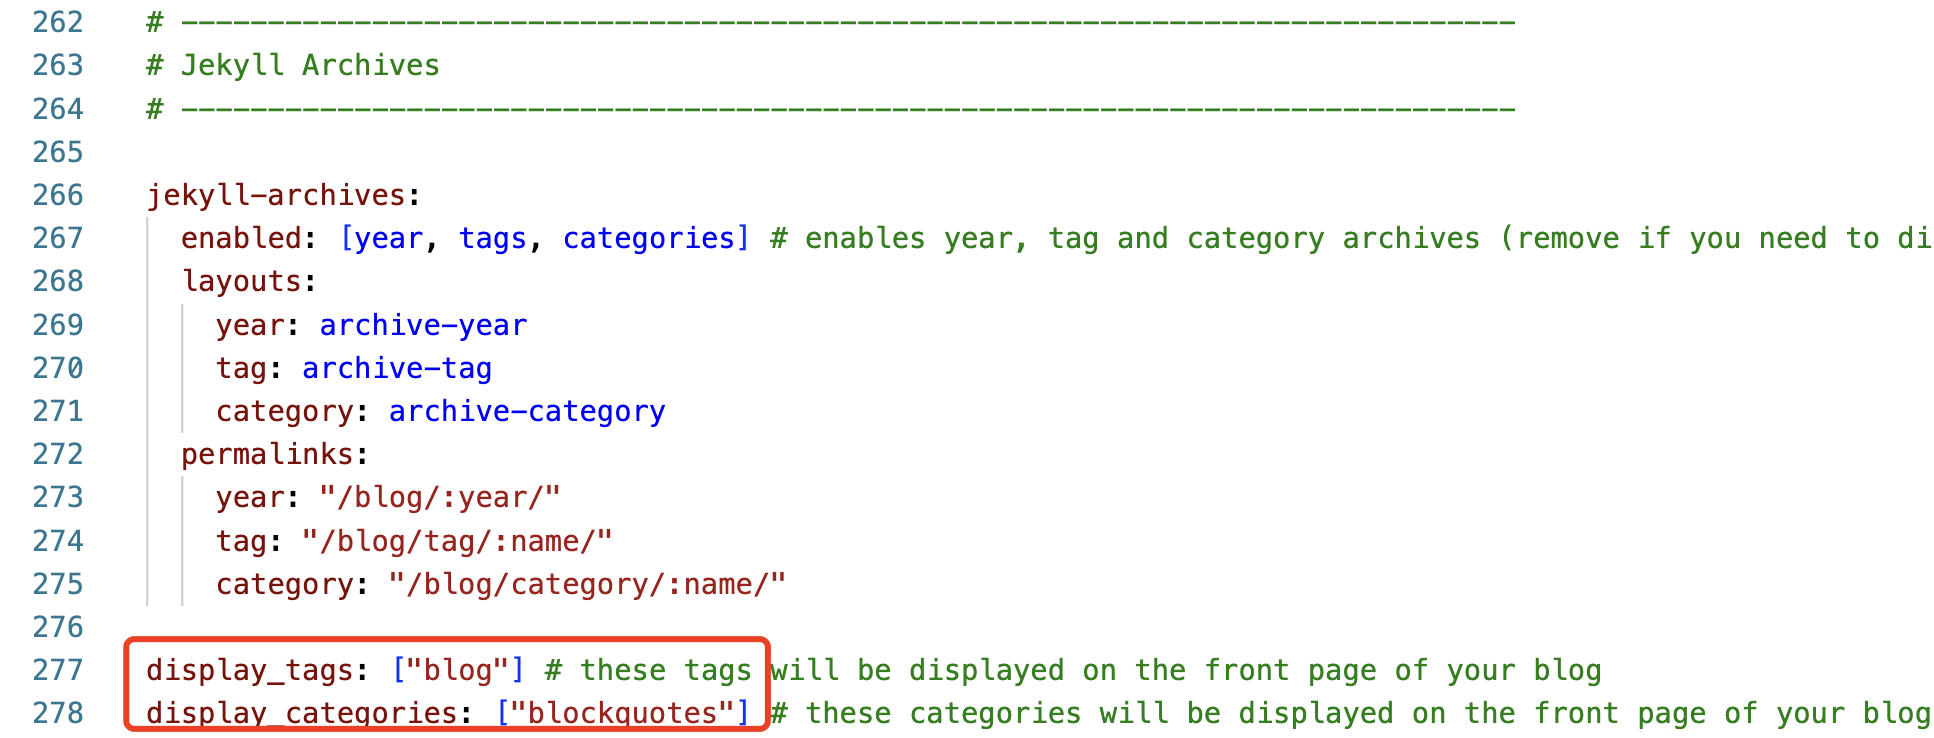 262 # -----------------------------------------------------------------------------
263 # Jekyll Archives
264 # -----------------------------------------------------------------------------
265
266 jekyll-archives:
267   enabled: [year, tags, categories] # enables year, tag and category archives (remove if you need to di
268   layouts:
269     year: archive-year
270     tag: archive-tag
271     category: archive-category
272   permalinks:
273     year: "/blog/:year/"
274     tag: "/blog/tag/:name/"
275     category: "/blog/category/:name/"
276
277 display_tags: ["blog"] # these tags will be displayed on the front page of your blog
278 display_categories: ["blockquotes"] # these categories will be displayed on the front page of your blog